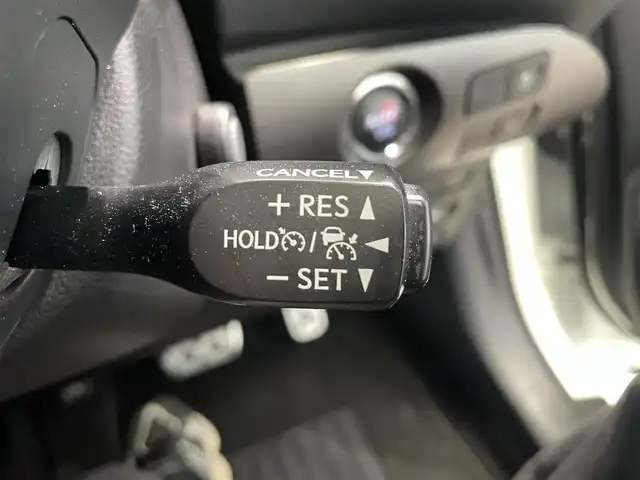 CANCEL▼
+ RES ▲
HOLD / ◀
− SET ▼